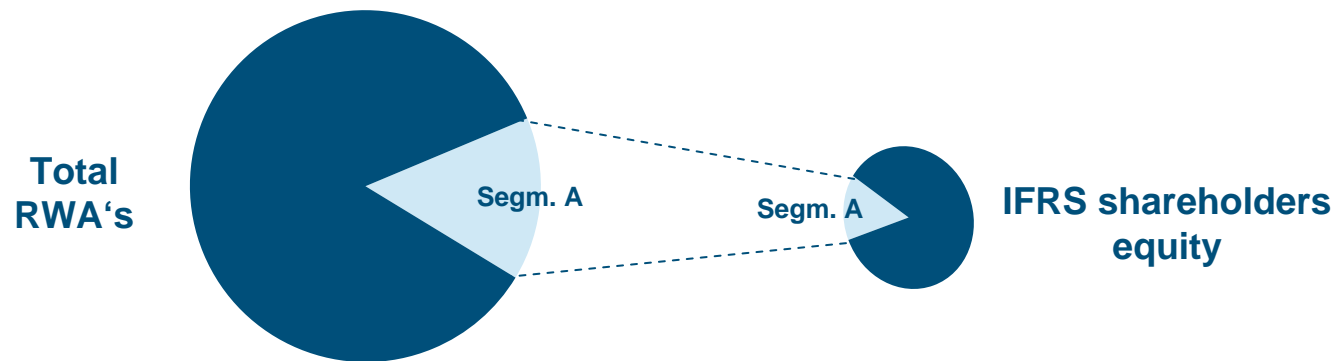 Total
RWA‘s
Segm. A
Segm. A
IFRS shareholders
equity